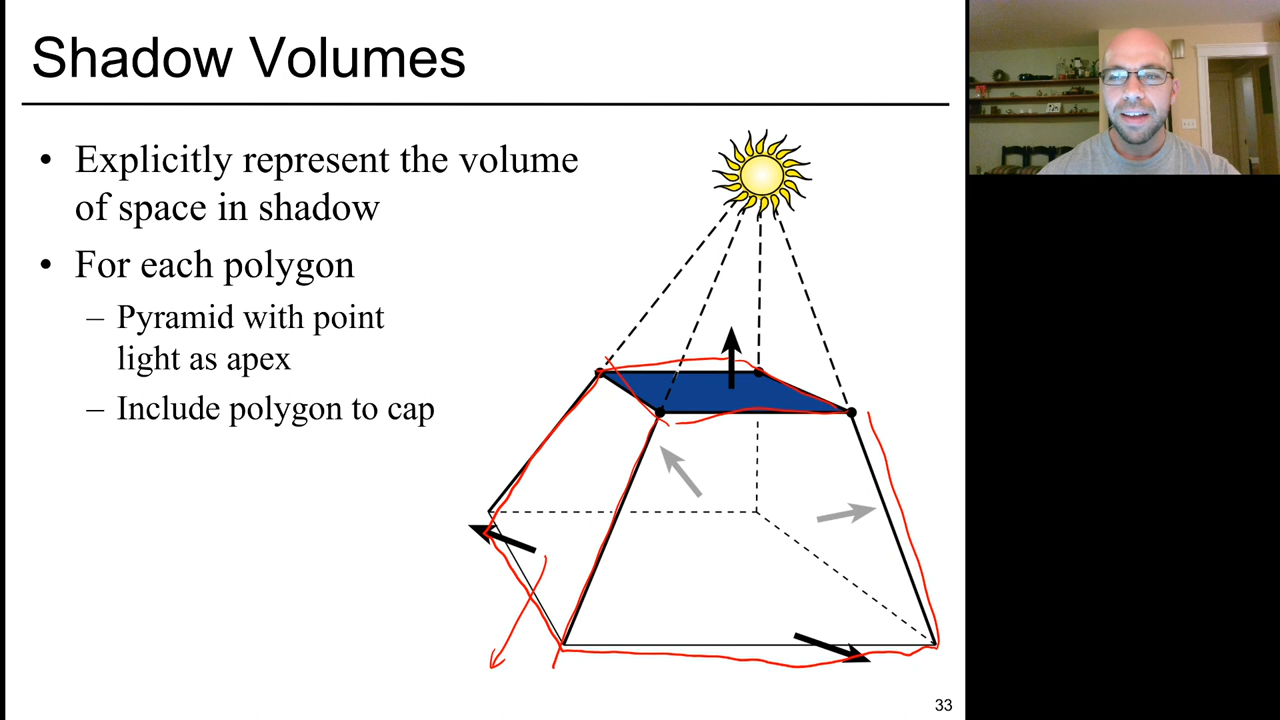 Shadow Volumes
• Explicitly represent the volume
of space in shadow
• For each polygon
– Pyramid with point
light as apex
– Include polygon to cap
33